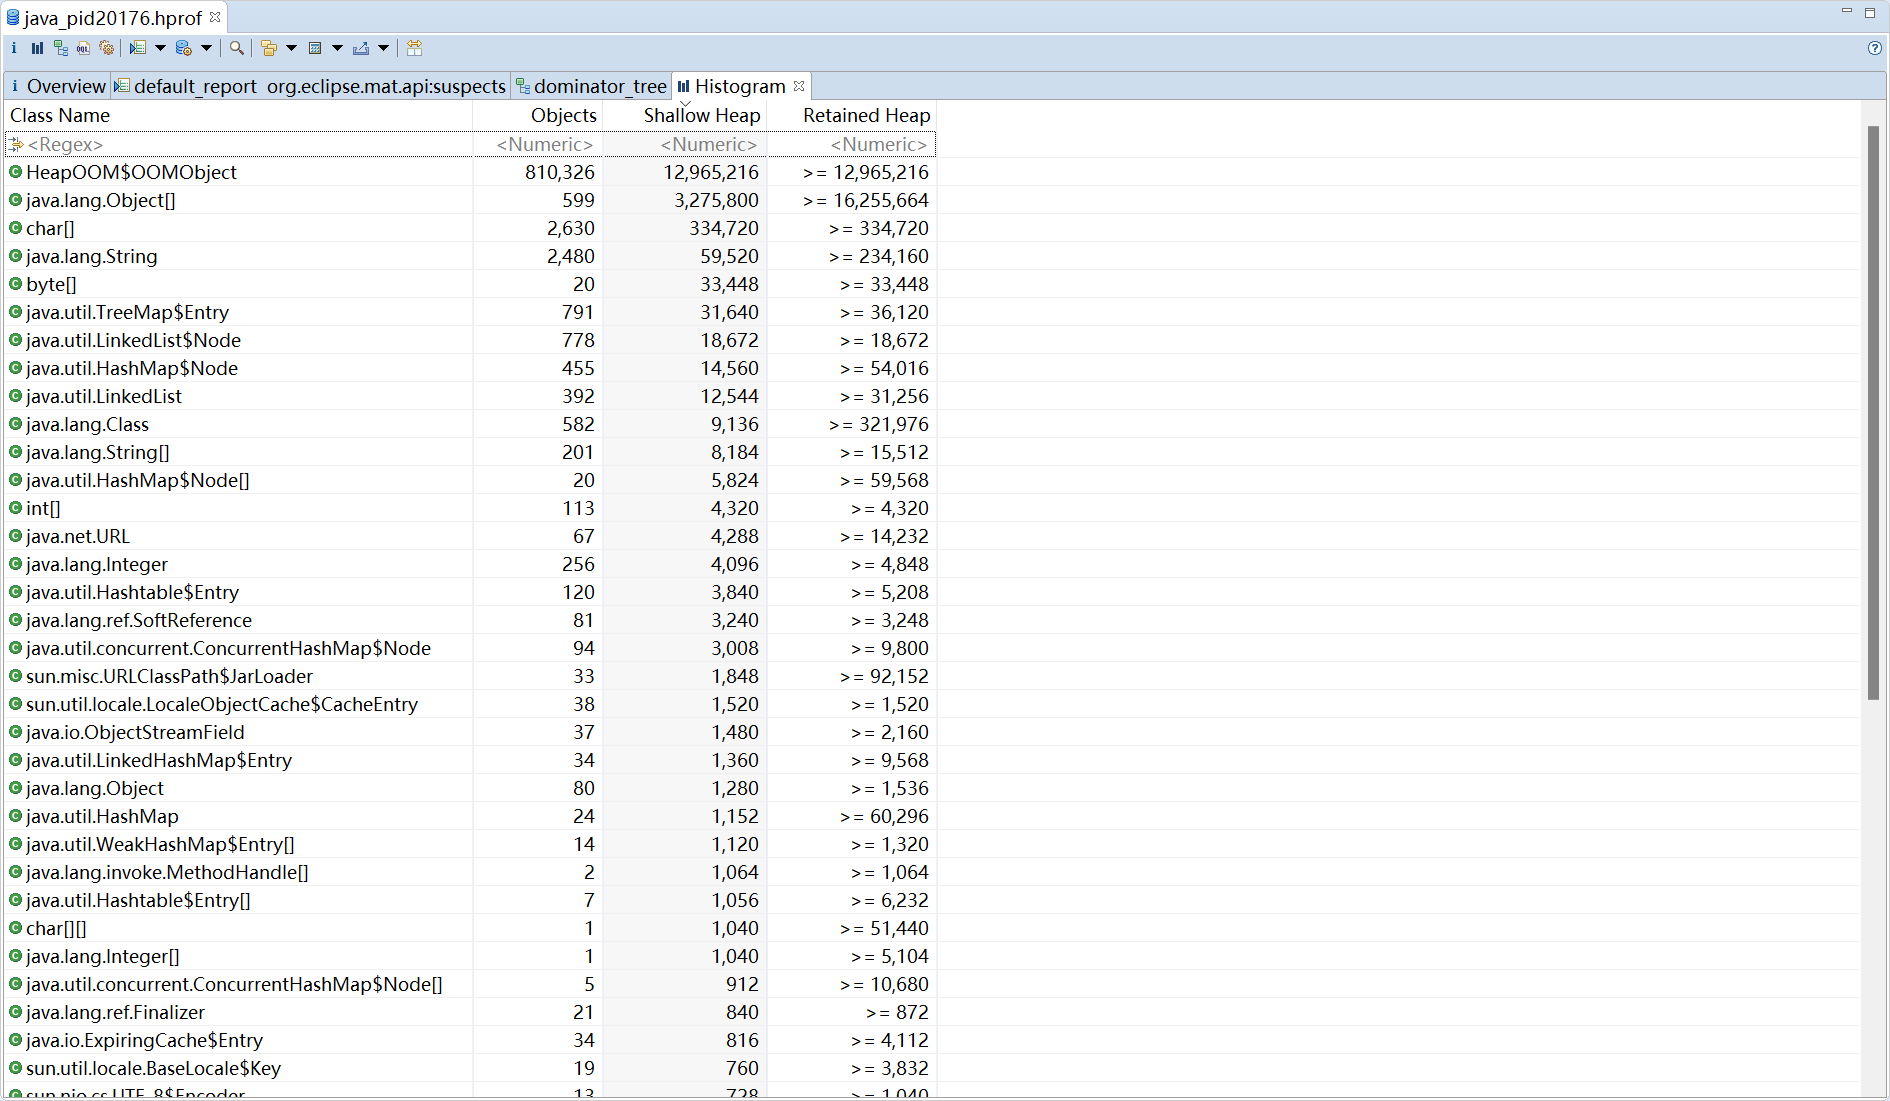 java_pid20176.hprof
i Overview default_report org.eclipse.mat.api:suspects dominator_tree Histogram
Class Name Objects Shallow Heap Retained Heap
<Regex> <Numeric> <Numeric> <Numeric>
HeapOOM$OOMObject 810,326 12,965,216 >= 12,965,216
java.lang.Object[] 599 3,275,800 >= 16,255,664
char[] 2,630 334,720 >= 334,720
java.lang.String 2,480 59,520 >= 234,160
byte[] 20 33,448 >= 33,448
java.util.TreeMap$Entry 791 31,640 >= 36,120
java.util.LinkedList$Node 778 18,672 >= 18,672
java.util.HashMap$Node 455 14,560 >= 54,016
java.util.LinkedList 392 12,544 >= 31,256
java.lang.Class 582 9,136 >= 321,976
java.lang.String[] 201 8,184 >= 15,512
java.util.HashMap$Node[] 20 5,824 >= 59,568
int[] 113 4,320 >= 4,320
java.net.URL 67 4,288 >= 14,232
java.lang.Integer 256 4,096 >= 4,848
java.util.Hashtable$Entry 120 3,840 >= 5,208
java.lang.ref.SoftReference 81 3,240 >= 3,248
java.util.concurrent.ConcurrentHashMap$Node 94 3,008 >= 9,800
sun.misc.URLClassPath$JarLoader 33 1,848 >= 92,152
sun.util.locale.LocaleObjectCache$CacheEntry 38 1,520 >= 1,520
java.io.ObjectStreamField 37 1,480 >= 2,160
java.util.LinkedHashMap$Entry 34 1,360 >= 9,568
java.lang.Object 80 1,280 >= 1,536
java.util.HashMap 24 1,152 >= 60,296
java.util.WeakHashMap$Entry[] 14 1,120 >= 1,320
java.lang.invoke.MethodHandle[] 2 1,064 >= 1,064
java.util.Hashtable$Entry[] 7 1,056 >= 6,232
char[][] 1 1,040 >= 51,440
java.lang.Integer[] 1 1,040 >= 5,104
java.util.concurrent.ConcurrentHashMap$Node[] 5 912 >= 10,680
java.lang.ref.Finalizer 21 840 >= 872
java.io.ExpiringCache$Entry 34 816 >= 4,112
sun.util.locale.BaseLocale$Key 19 760 >= 3,832
sun.nio.cs.UTF_8$Encoder 13 728 >= 1,040